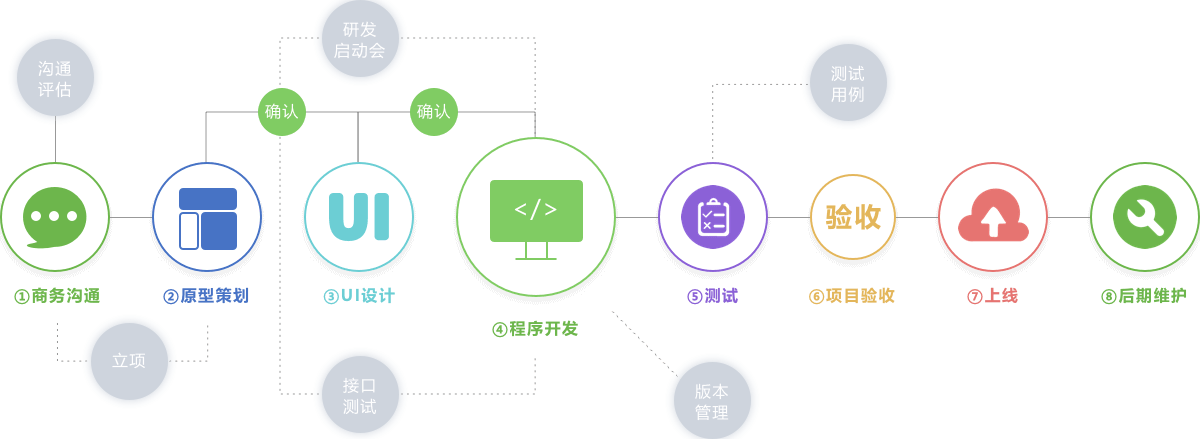 研发
启动会
沟通
评估
测试
用例
确认
确认
UI
</>
验收
①商务沟通
②原型策划
③UI设计
④程序开发
⑤测试
⑥项目验收
⑦上线
⑧后期维护
立项
接口
测试
版本
管理